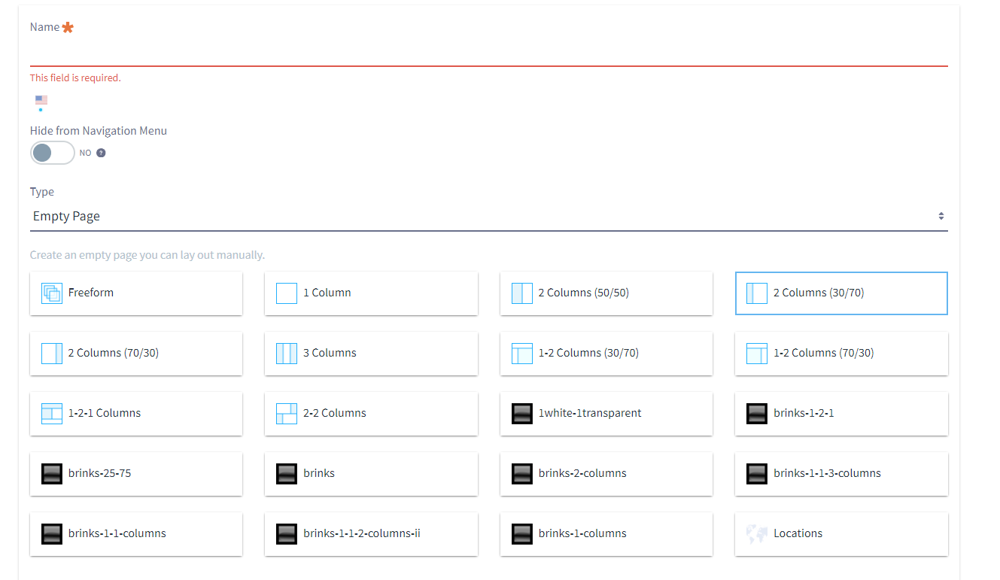 Name
This field is required.
Hide from Navigation Menu
NO ?
Type
Empty Page
Create an empty page you can lay out manually.
Freeform
1 Column
2 Columns (50/50)
2 Columns (30/70)
2 Columns (70/30)
3 Columns
1-2 Columns (30/70)
1-2 Columns (70/30)
1-2-1 Columns
2-2 Columns
1white-1transparent
brinks-1-2-1
brinks-25-75
brinks
brinks-2-columns
brinks-1-1-3-columns
brinks-1-1-columns
brinks-1-1-2-columns-ii
brinks-1-columns
Locations